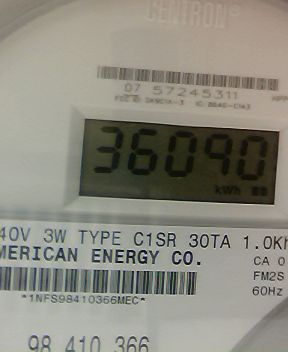 CENTRON®
07 57245311
36090
kWh
40V 3W TYPE C1SR 30TA 1.0Kh
MERICAN ENERGY CO.
CA 0
FM2S
60Hz
*1NFS98410366MEC*
98 410 366